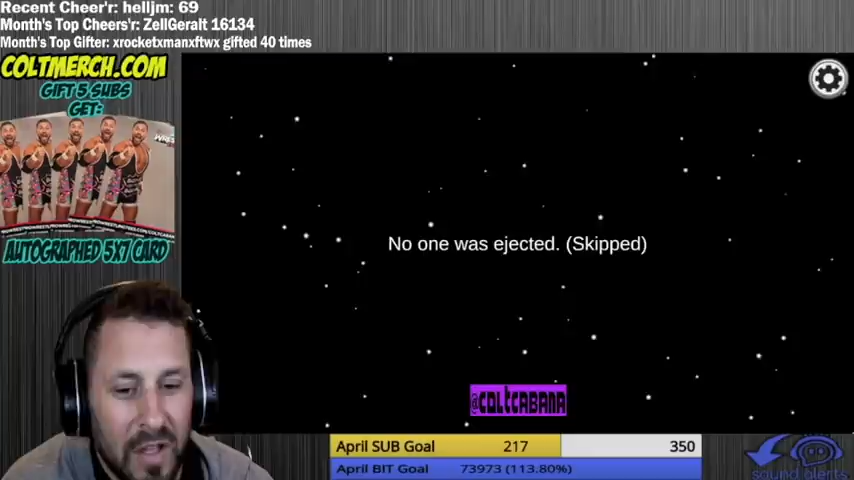 Recent Cheer'r: helljm: 69
Month's Top Cheers'r: ZellGeralt 16134
Month's Top Gifter: xrocketxmanxftwx gifted 40 times
COLTMERCH.COM
GIFT 5 SUBS
GET:
AUTOGRAPHED 5X7 CARD
No one was ejected. (Skipped)
@COLTCABANA
April SUB Goal 217 350
April BIT Goal 73973 (113.80%)
sound alerts